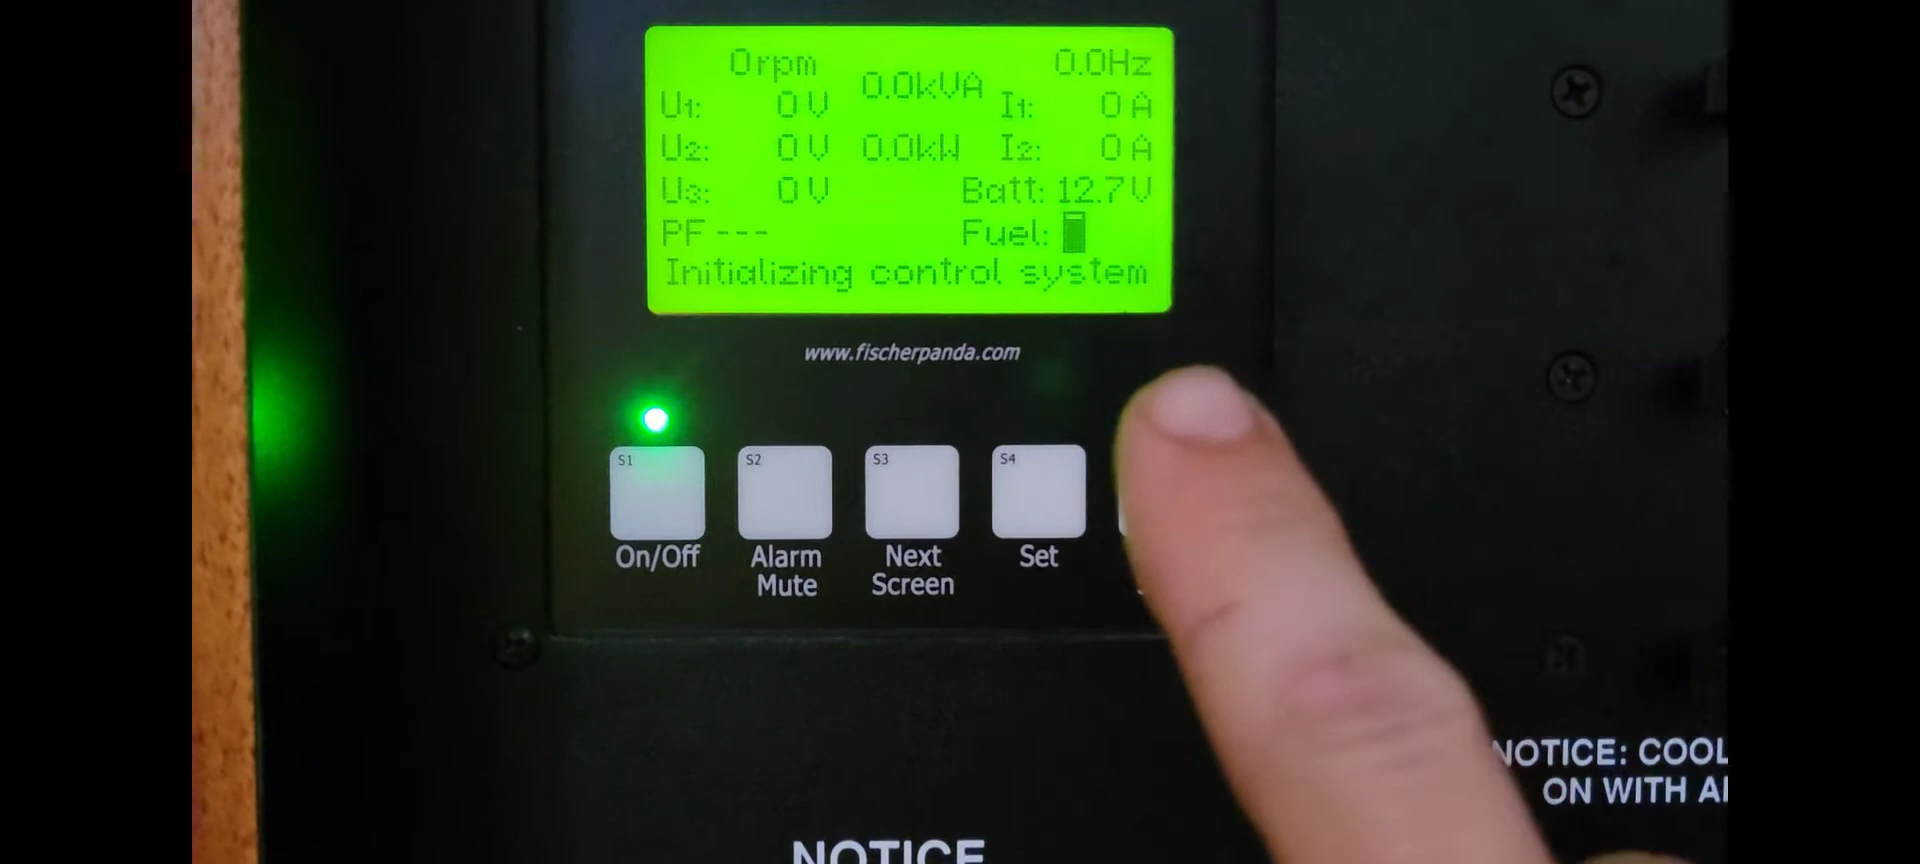 0rpm 0.0Hz
0.0kVA
U1: 0 V I1: 0 A
U2: 0 V 0.0kW I2: 0 A
U3: 0 V Batt: 12.7V
PF --- Fuel:
Initializing control system
www.fischerpanda.com
S1 S2 S3 S4
On/Off Alarm Mute Next Screen Set
NOTICE: COOL
ON WITH
NOTICE